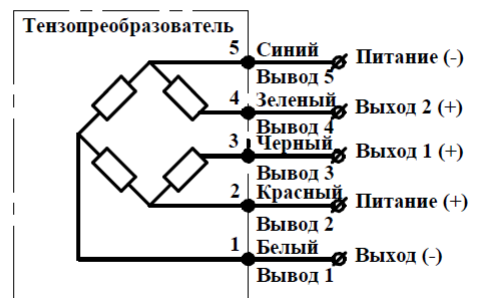 Тензопреобразователь
5 Синий Питание (-)
Вывод 5
4 Зеленый Выход 2 (+)
Вывод 4
3 Черный Выход 1 (+)
Вывод 3
2 Красный Питание (+)
Вывод 2
1 Белый Выход (-)
Вывод 1